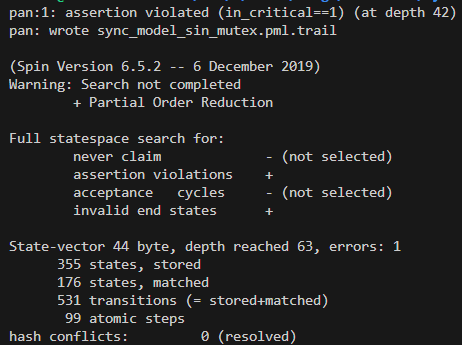 pan:1: assertion violated (in_critical==1) (at depth 42)
pan: wrote sync_model_sin_mutex.pml.trail

(Spin Version 6.5.2 -- 6 December 2019)
Warning: Search not completed
        + Partial Order Reduction

Full statespace search for:
        never claim             - (not selected)
        assertion violations    +
        acceptance   cycles     - (not selected)
        invalid end states      +

State-vector 44 byte, depth reached 63, errors: 1
      355 states, stored
      176 states, matched
      531 transitions (= stored+matched)
       99 atomic steps
hash conflicts:         0 (resolved)